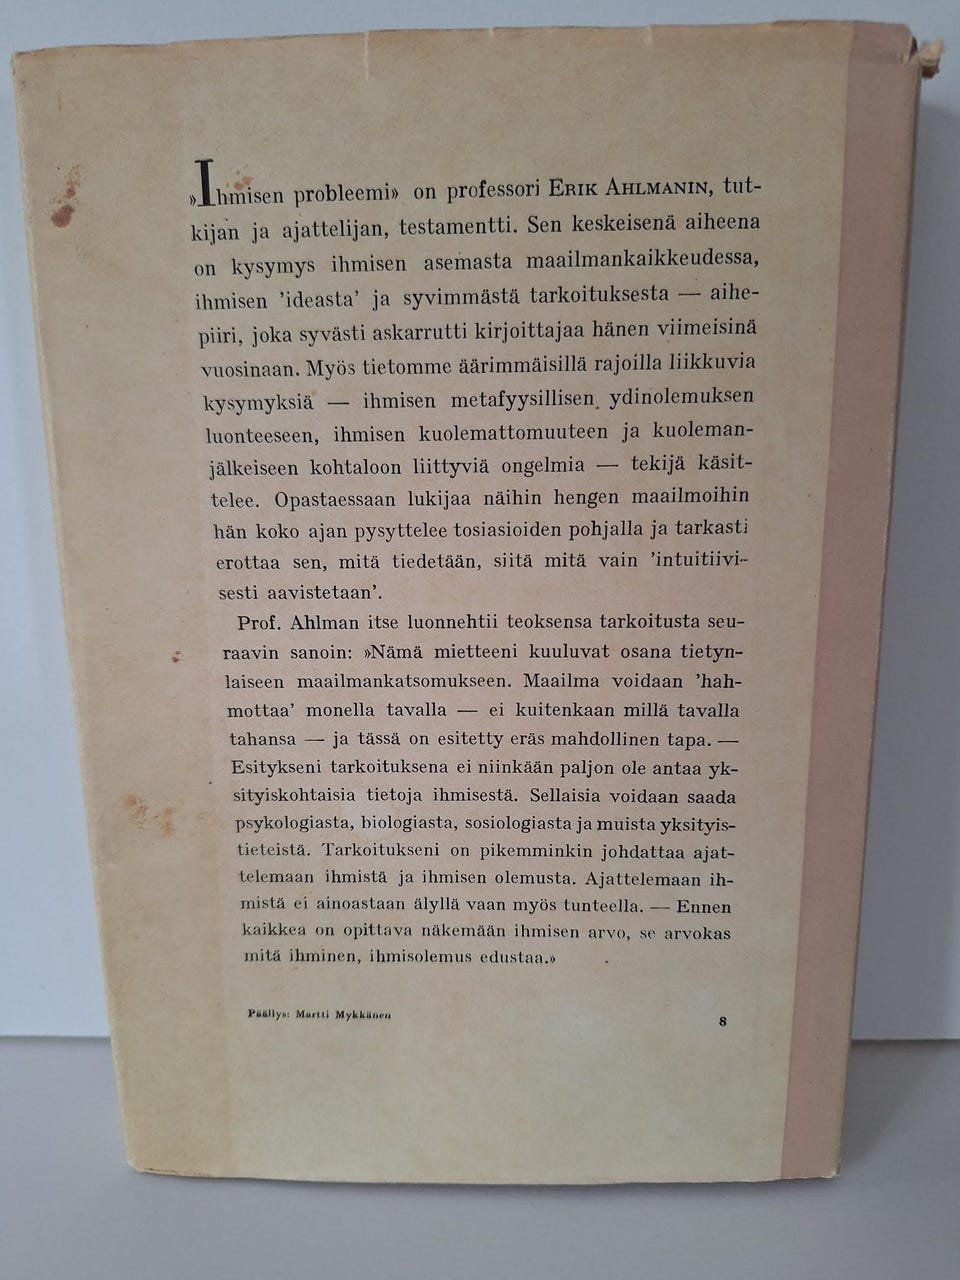 »Ihmisen probleemi» on professori ERIK AHLMANIN, tut-
kijan ja ajattelijan, testamentti. Sen keskeisenä aiheena
on kysymys ihmisen asemasta maailmankaikkeudessa,
ihmisen 'ideasta' ja syvimmästä tarkoituksesta — aihe-
piiri, joka syvästi askarrutti kirjoittajaa hänen viimeisinä
vuosinaan. Myös tietomme äärimmäisillä rajoilla liikkuvia
kysymyksiä — ihmisen metafyysillisen ydinolemuksen
luonteeseen, ihmisen kuolemattomuuteen ja kuoleman-
jälkeiseen kohtaloon liittyviä ongelmia — tekijä käsit-
telee. Opastaessaan lukijaa näihin hengen maailmoihin
hän koko ajan pysyttelee tosiasioiden pohjalla ja tarkasti
erottaa sen, mitä tiedetään, siitä mitä vain 'intuitiivi-
sesti aavistetaan'.
Prof. Ahlman itse luonnehtii teoksensa tarkoitusta seu-
raavin sanoin: »Nämä mietteeni kuuluvat osana tietyn-
laiseen maailmankatsomukseen. Maailma voidaan 'hah-
mottaa' monella tavalla — ei kuitenkaan millä tavalla
tahansa — ja tässä on esitetty eräs mahdollinen tapa. —
Esitykseni tarkoituksena ei niinkään paljon ole antaa yk-
sityiskohtaisia tietoja ihmisestä. Sellaisia voidaan saada
psykologiasta, biologiasta, sosiologiasta ja muista yksityis-
tieteistä. Tarkoitukseni on pikemminkin johdattaa ajat-
telemaan ihmistä ja ihmisen olemusta. Ajattelemaan ih-
mistä ei ainoastaan älyllä vaan myös tunteella. — Ennen
kaikkea on opittava näkemään ihmisen arvo, se arvokas
mitä ihminen, ihmisolemus edustaa.»
Päällys: Martti Mykkänen
8